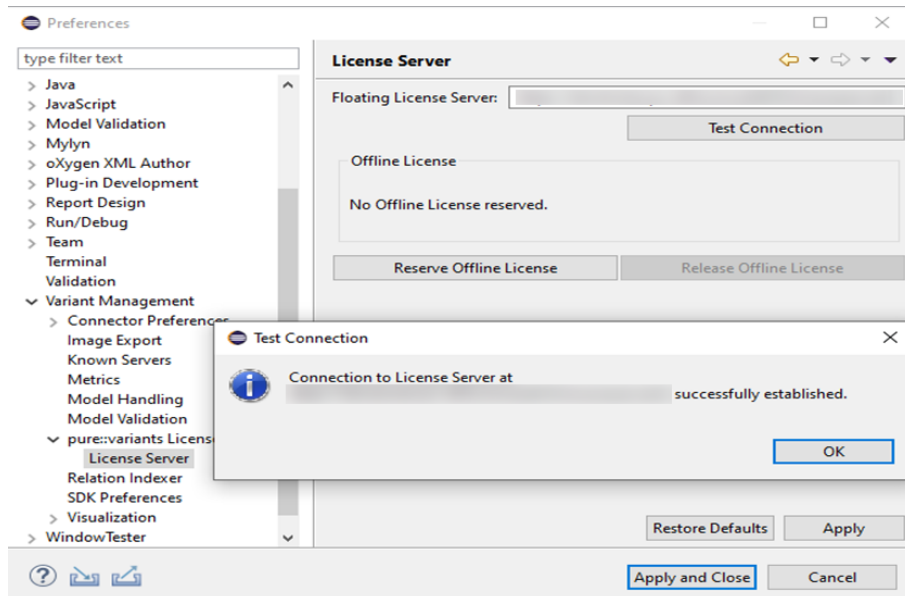 Preferences
type filter text
Java
JavaScript
Model Validation
Mylyn
oXygen XML Author
Plug-in Development
Report Design
Run/Debug
Team
Terminal
Validation
Variant Management
Connector Preferences
Image Export
Known Servers
Metrics
Model Handling
Model Validation
pure::variants Licens
License Server
Relation Indexer
SDK Preferences
Visualization
WindowTester
License Server
Floating License Server:
Test Connection
Offline License
No Offline License reserved.
Reserve Offline License
Release Offline License
Test Connection
Connection to License Server at
successfully established.
OK
Restore Defaults
Apply
?
Apply and Close
Cancel